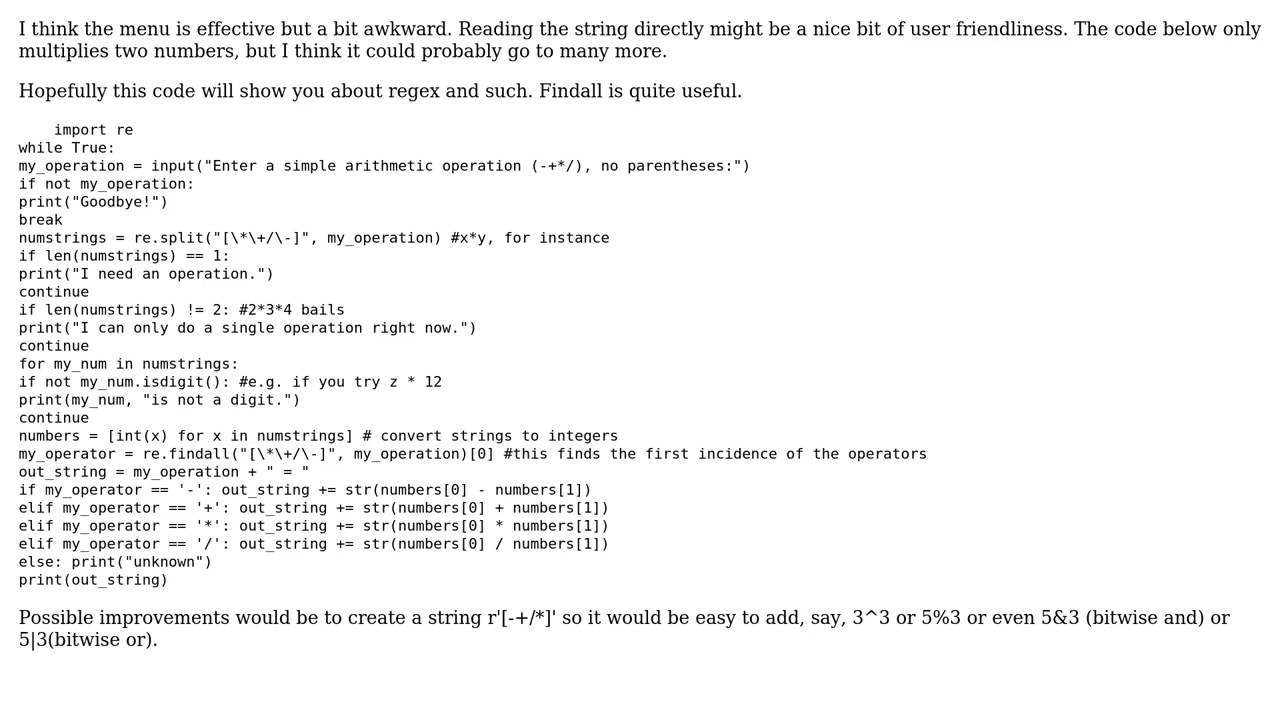 I think the menu is effective but a bit awkward. Reading the string directly might be a nice bit of user friendliness. The code below only
multiplies two numbers, but I think it could probably go to many more.
Hopefully this code will show you about regex and such. Findall is quite useful.
import re
while True:
my_operation = input("Enter a simple arithmetic operation (-+*/), no parentheses:")
if not my_operation:
print("Goodbye!")
break
numstrings = re.split("[\*\+/\-]", my_operation) #x*y, for instance
if len(numstrings) == 1:
print("I need an operation.")
continue
if len(numstrings) != 2: #2*3*4 bails
print("I can only do a single operation right now.")
continue
for my_num in numstrings:
if not my_num.isdigit(): #e.g. if you try z * 12
print(my_num, "is not a digit.")
continue
numbers = [int(x) for x in numstrings] # convert strings to integers
my_operator = re.findall("[\*\+/\-]", my_operation)[0] #this finds the first incidence of the operators
out_string = my_operation + " = "
if my_operator == '-': out_string += str(numbers[0] - numbers[1])
elif my_operator == '+': out_string += str(numbers[0] + numbers[1])
elif my_operator == '*': out_string += str(numbers[0] * numbers[1])
elif my_operator == '/': out_string += str(numbers[0] / numbers[1])
else: print("unknown")
print(out_string)
Possible improvements would be to create a string r'[-+/*]' so it would be easy to add, say, 3^3 or 5%3 or even 5&3 (bitwise and) or
5|3(bitwise or).